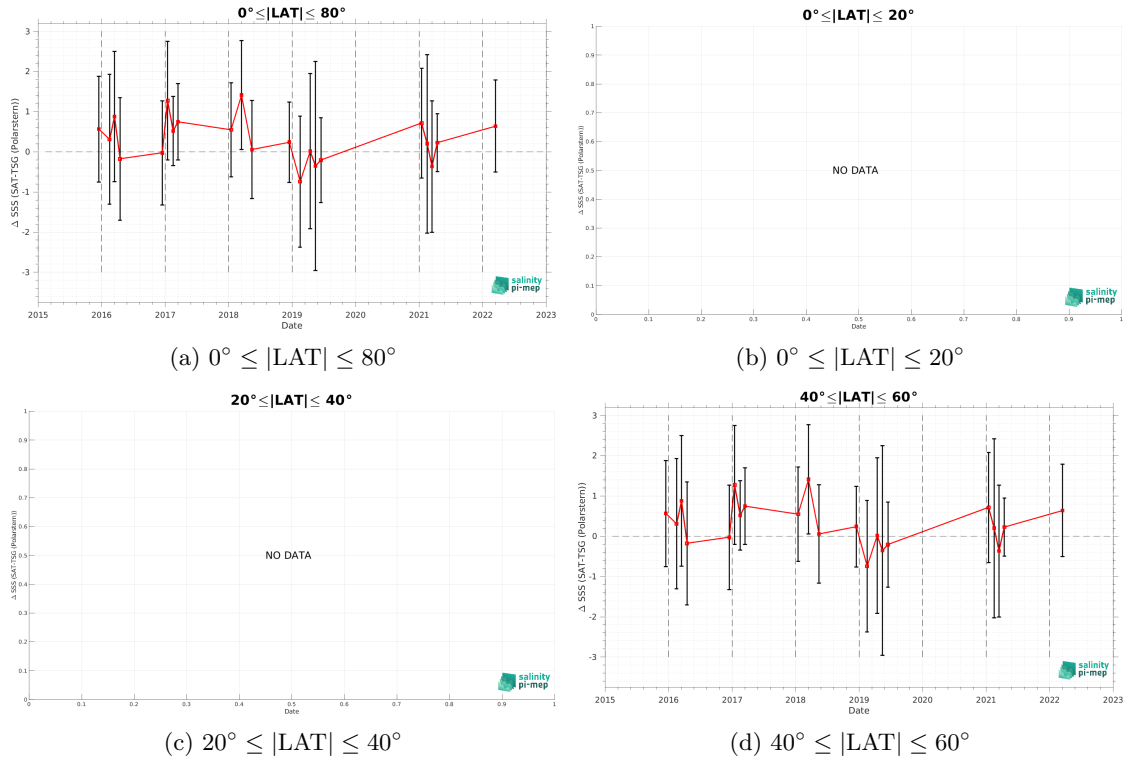 0°≤|LAT|≤ 80°
3
2
1
0
-1
-2
-3
Δ SSS (SAT-TSG (Polarstern))
2015 2016 2017 2018 2019 2020 2021 2022 2023
Date
salinity
pi-mep
(a) 0° ≤ |LAT| ≤ 80°
0°≤|LAT|≤ 20°
1
0.9
0.8
0.7
0.6
0.5
0.4
0.3
0.2
0.1
0
Δ SSS (SAT-TSG (Polarstern))
NO DATA
0 0.1 0.2 0.3 0.4 0.5 0.6 0.7 0.8 0.9 1
Date
salinity
pi-mep
(b) 0° ≤ |LAT| ≤ 20°
20°≤|LAT|≤ 40°
1
0.9
0.8
0.7
0.6
0.5
0.4
0.3
0.2
0.1
0
Δ SSS (SAT-TSG (Polarstern))
NO DATA
0 0.1 0.2 0.3 0.4 0.5 0.6 0.7 0.8 0.9 1
Date
salinity
pi-mep
(c) 20° ≤ |LAT| ≤ 40°
40°≤|LAT|≤ 60°
3
2
1
0
-1
-2
-3
Δ SSS (SAT-TSG (Polarstern))
2015 2016 2017 2018 2019 2020 2021 2022 2023
Date
salinity
pi-mep
(d) 40° ≤ |LAT| ≤ 60°